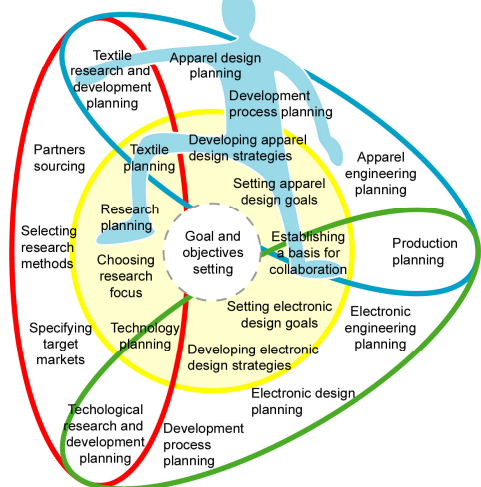 Textile
research and
development
planning
Apparel design
planning
Development
process planning
Partners
sourcing
Textile
planning
Developing apparel
design strategies
Apparel
engineering
planning
Setting apparel
design goals
Research
planning
Selecting
research
methods
Goal and
objectives
setting
Establishing
a basis for
collaboration
Production
planning
Choosing
research
focus
Setting electronic
design goals
Electronic
engineering
planning
Specifying
target
markets
Technology
planning
Developing electronic
design strategies
Electronic design
planning
Techological
research and
development
planning
Development
process
planning